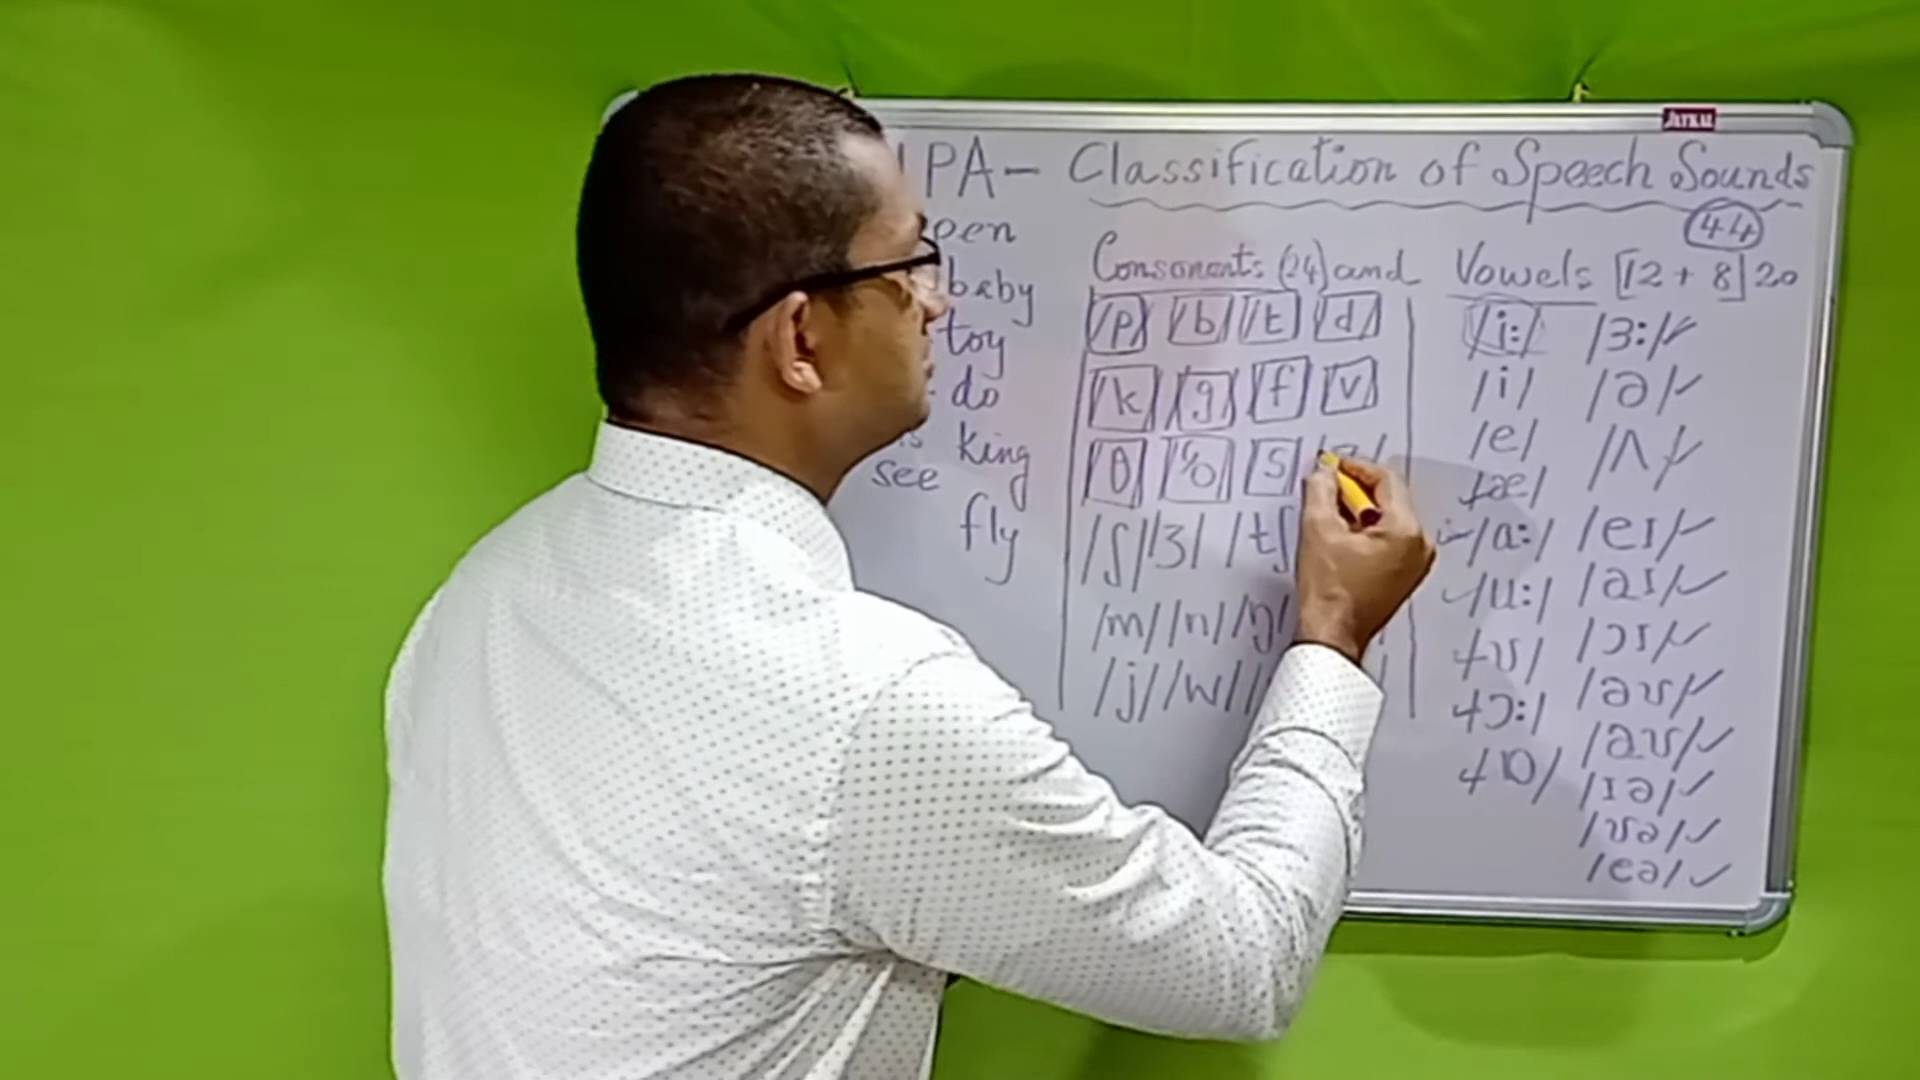 JAYKAL
IPA - Classification of Speech Sounds
44
pen
baby
toy
do
king
see
fly
Consonants (24) and Vowels [12 + 8] 20
/p/ /b/ /t/ /d/
/k/ /g/ /f/ /v/
/θ/ /ð/ /s/ /z/
/ʃ/ /ʒ/ /tʃ
/m/ /n/ /ŋ/
/j/ /w/
/i:/ /ɜ:/
/i/ /ə/
/e/ /ʌ/
/æ/
/ɑ:/ /eɪ/
/u:/ /aɪ/
/ʊ/ /ɔɪ/
/ɔ:/ /əʊ/
/ɒ/ /aʊ/
/ɪə/
/ʊə/
/eə/